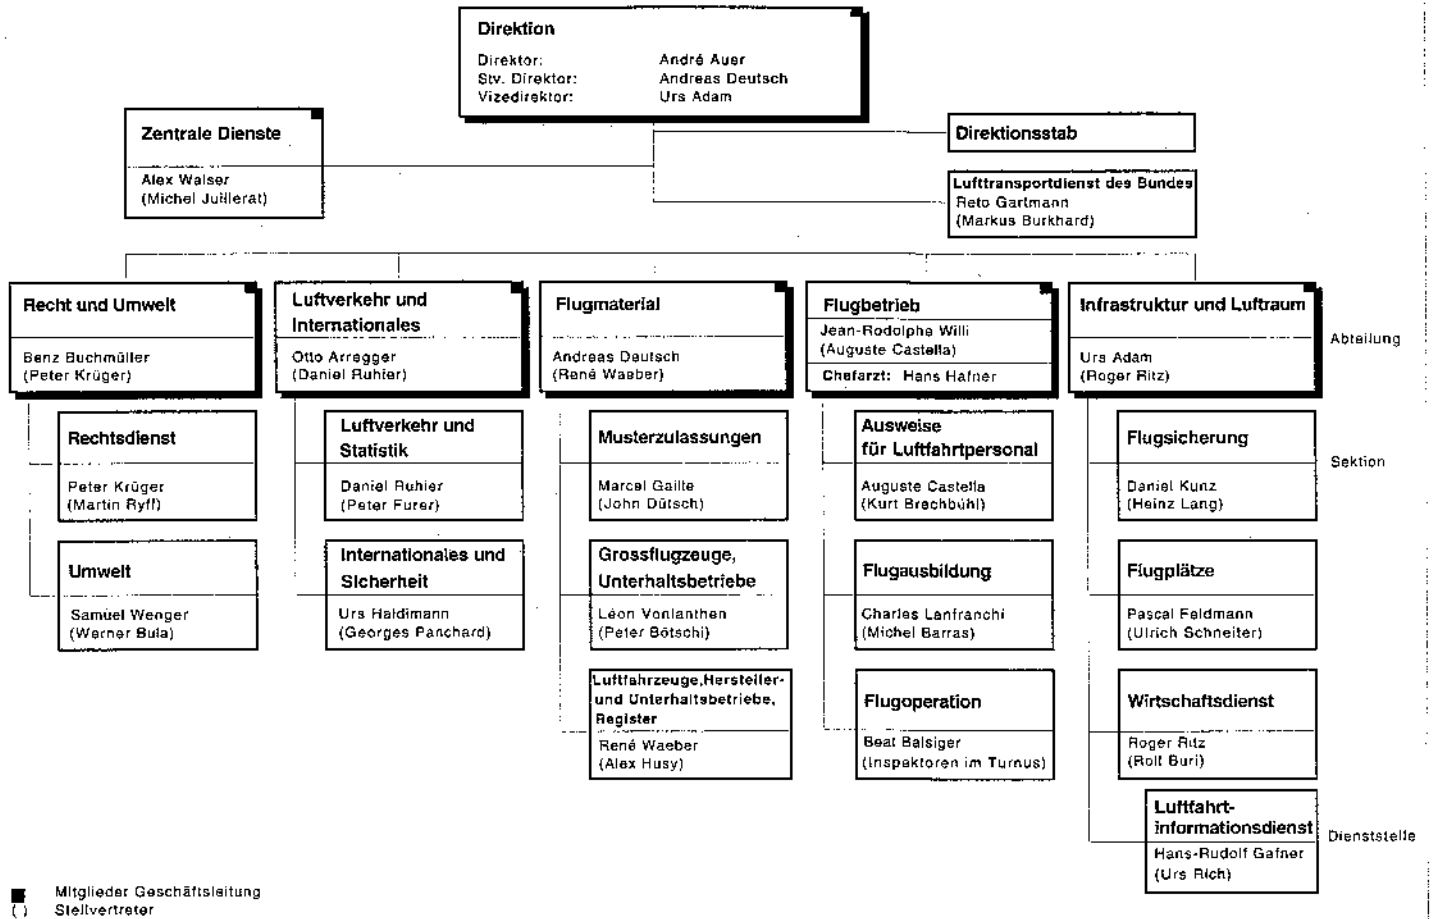 Direktion
Direktor: André Auer
Stv. Direktor: Andreas Deutsch
Vizedirektor: Urs Adam
Zentrale Dienste
Alex Walser
(Michel Juillerat)
Direktionsstab
Lufttransportdienst des Bundes
Reto Gartmann
(Markus Burkhard)
Recht und Umwelt
Benz Buchmüller
(Peter Krüger)
Luftverkehr und
Internationales
Otto Arregger
(Daniel Ruhier)
Flugmaterial
Andreas Deutsch
(René Waeber)
Flugbetrieb
Jean-Rodolphe Willi
(Auguste Castella)
Chefarzt: Hans Hafner
Infrastruktur und Luftraum
Urs Adam
(Roger Ritz)
Abteilung
Rechtsdienst
Peter Krüger
(Martin Ryff)
Luftverkehr und
Statistik
Daniel Ruhier
(Peter Furer)
Musterzulassungen
Marcel Gaille
(John Dütsch)
Ausweise
für Luftfahrtpersonal
Auguste Castella
(Kurt Brechbühl)
Flugsicherung
Daniel Kunz
(Heinz Lang)
Sektion
Umwelt
Samuel Wenger
(Werner Bula)
Internationales und
Sicherheit
Urs Haldimann
(Georges Panchard)
Grossflugzeuge,
Unterhaltsbetriebe
Léon Vonlanthen
(Peter Bötschi)
Flugausbildung
Charles Lanfranchi
(Michel Barras)
Flugplätze
Pascal Feldmann
(Ulrich Schneiter)
Luftfahrzeuge,Hersteller-
und Unterhaltsbetriebe,
Register
René Waeber
(Alex Husy)
Flugoperation
Beat Balsiger
(Inspektoren im Turnus)
Wirtschaftsdienst
Roger Ritz
(Rolf Buri)
Luftfahrt-
informationsdienst
Hans-Rudolf Gafner
(Urs Rich)
Dienststelle
Mitglieder Geschäftsleitung
( ) Stellvertreter